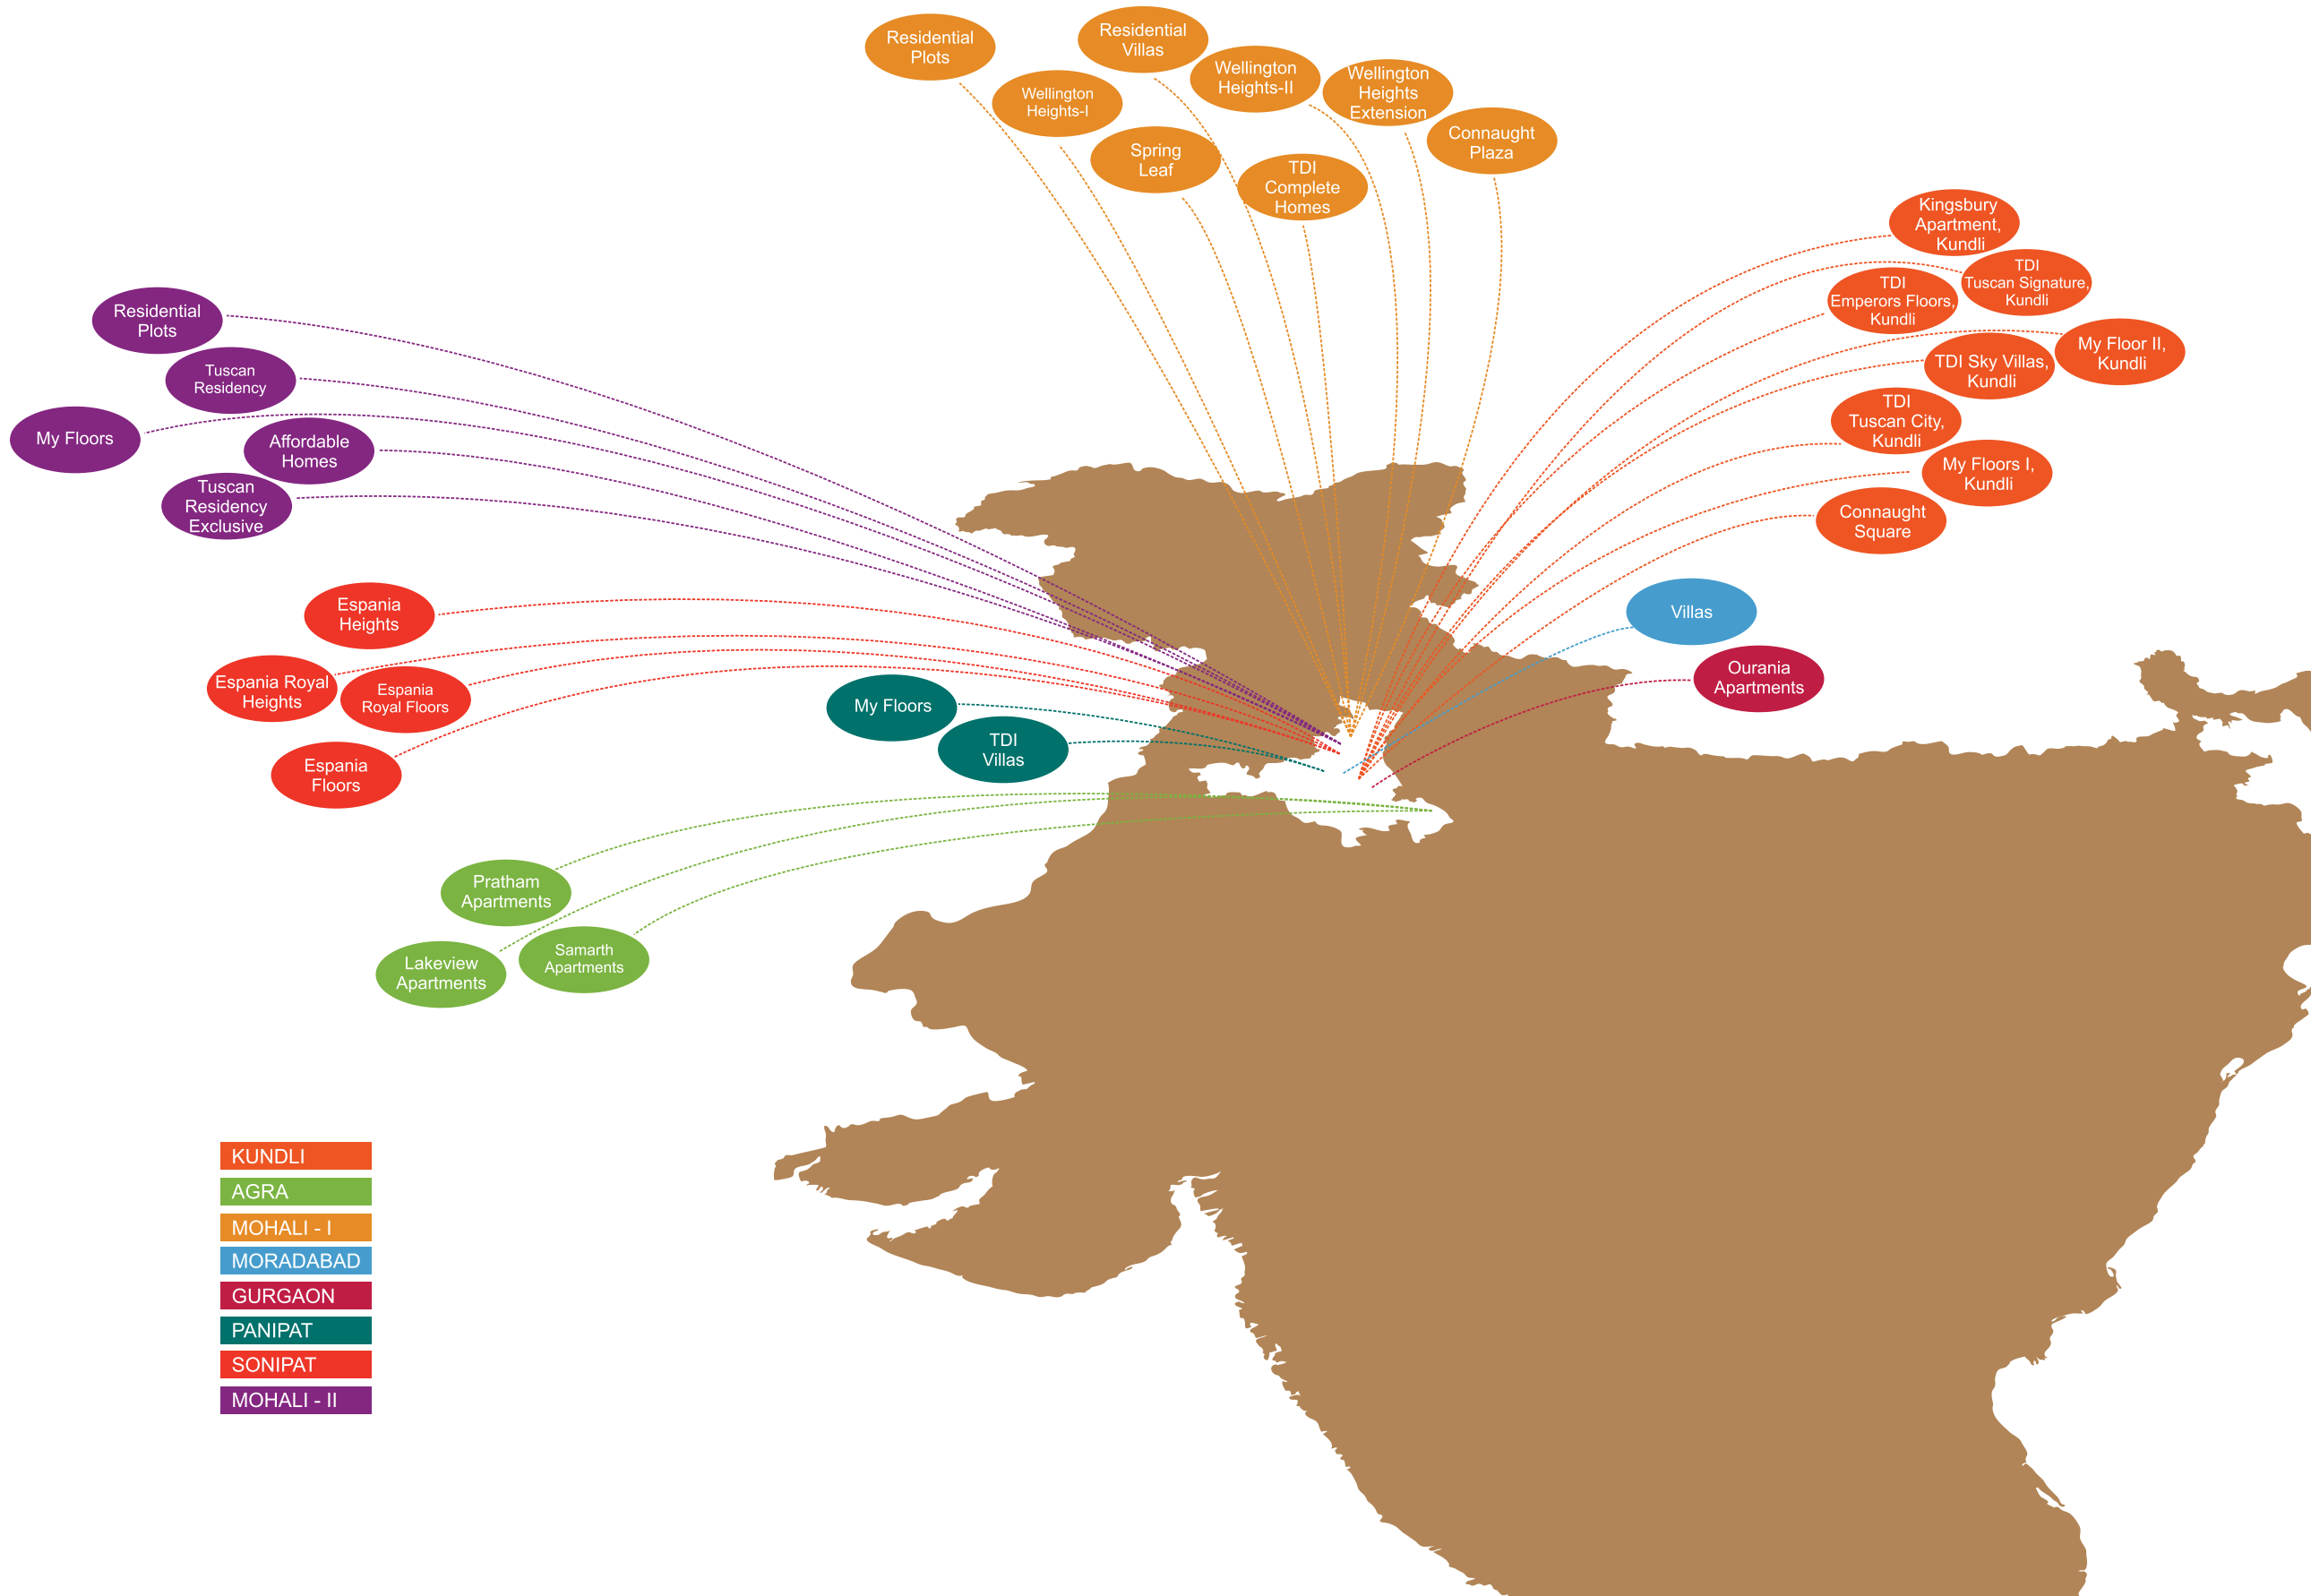 Residential
Plots
Residential
Villas
Wellington
Heights-I
Wellington
Heights-II
Wellington
Heights
Extension
Spring
Leaf
TDI
Complete
Homes
Connaught
Plaza
Kingsbury
Apartment,
Kundli
TDI
Tuscan Signature,
Kundli
TDI
Emperors Floors,
Kundli
My Floor II,
Kundli
TDI Sky Villas,
Kundli
TDI
Tuscan City,
Kundli
My Floors I,
Kundli
Connaught
Square
Residential
Plots
Tuscan
Residency
My Floors
Affordable
Homes
Tuscan
Residency
Exclusive
Espania
Heights
Espania Royal
Heights
Espania
Royal Floors
Espania
Floors
My Floors
TDI
Villas
Villas
Ourania
Apartments
Pratham
Apartments
Lakeview
Apartments
Samarth
Apartments
KUNDLI
AGRA
MOHALI - I
MORADABAD
GURGAON
PANIPAT
SONIPAT
MOHALI - II